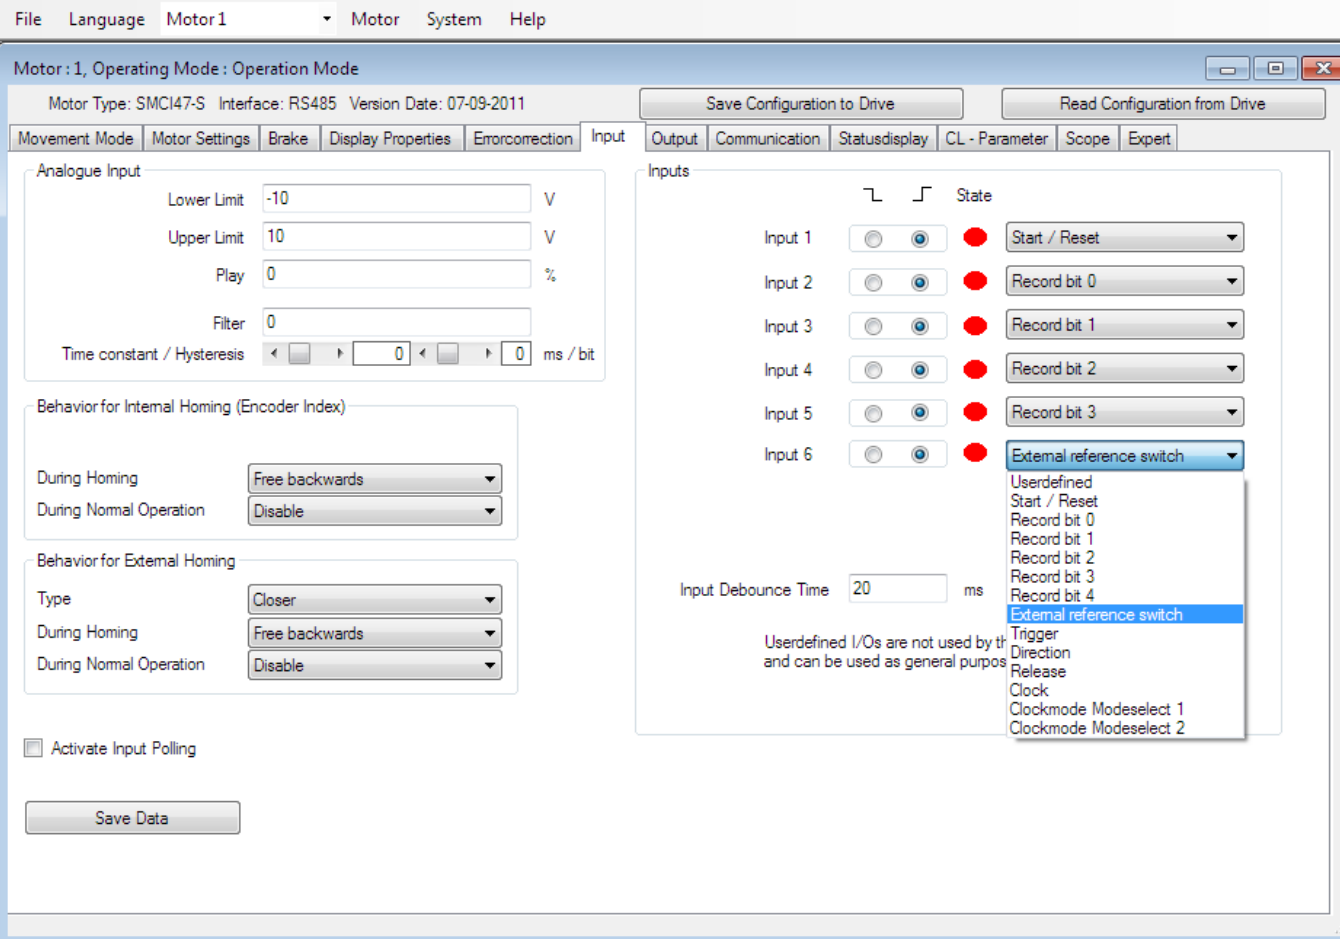 File Language Motor1 Motor System Help
Motor : 1, Operating Mode : Operation Mode
Motor Type: SMCI47-S Interface: RS485 Version Date: 07-09-2011 Save Configuration to Drive Read Configuration from Drive
Movement Mode Motor Settings Brake Display Properties Errorcorrection Input Output Communication Statusdisplay CL - Parameter Scope Expert
Analogue Input
Lower Limit -10 V
Upper Limit 10 V
Play 0 %
Filter 0
Time constant / Hysteresis 0 0 ms / bit
Behavior for Internal Homing (Encoder Index)
During Homing Free backwards
During Normal Operation Disable
Behavior for External Homing
Type Closer
During Homing Free backwards
During Normal Operation Disable
Activate Input Polling
Save Data
Inputs
State
Input 1 Start / Reset
Input 2 Record bit 0
Input 3 Record bit 1
Input 4 Record bit 2
Input 5 Record bit 3
Input 6 External reference switch
Userdefined
Start / Reset
Record bit 0
Record bit 1
Record bit 2
Record bit 3
Record bit 4
External reference switch
Trigger
Direction
Release
Clock
Clockmode Modeselect 1
Clockmode Modeselect 2
Input Debounce Time 20 ms
Userdefined I/Os are not used by
and can be used as general